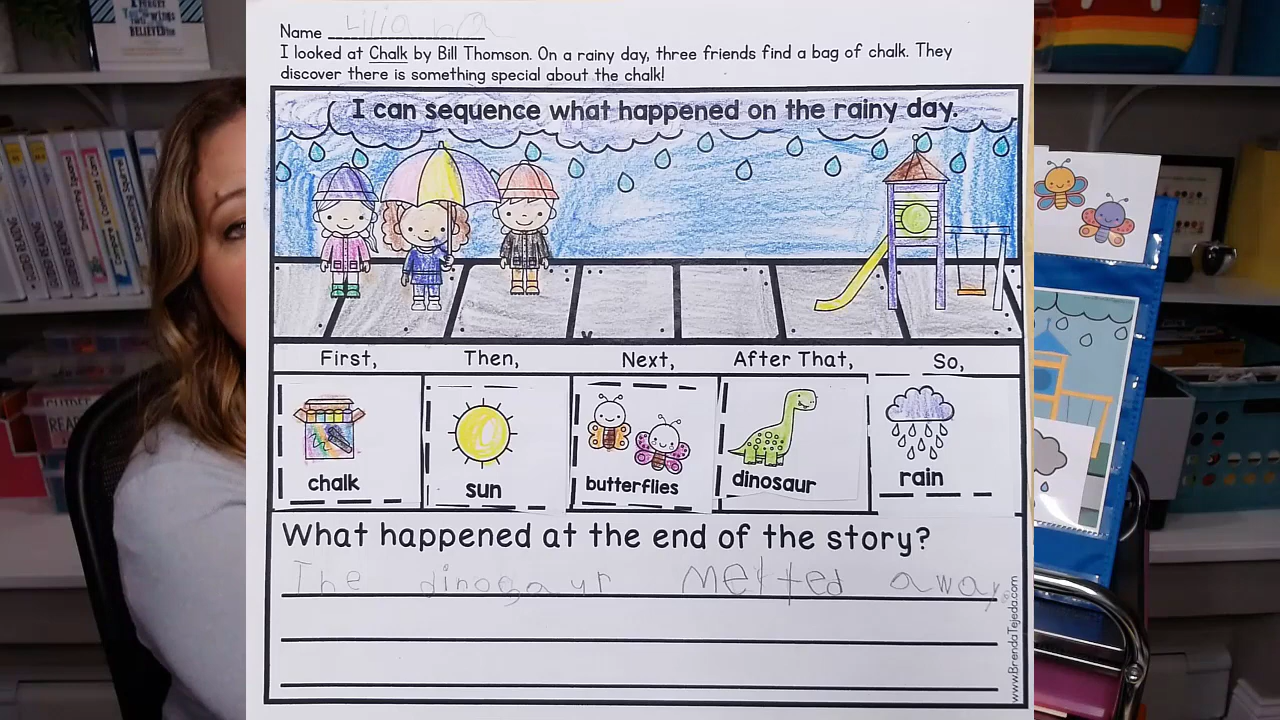 Name Liliana
I looked at Chalk by Bill Thomson. On a rainy day, three friends find a bag of chalk. They
discover there is something special about the chalk!
I can sequence what happened on the rainy day.
First, Then, Next, After That, So,
chalk sun butterflies dinosaur rain
What happened at the end of the story?
The dinosaur melted away
www.BrendaTejeda.com
BELIEVED